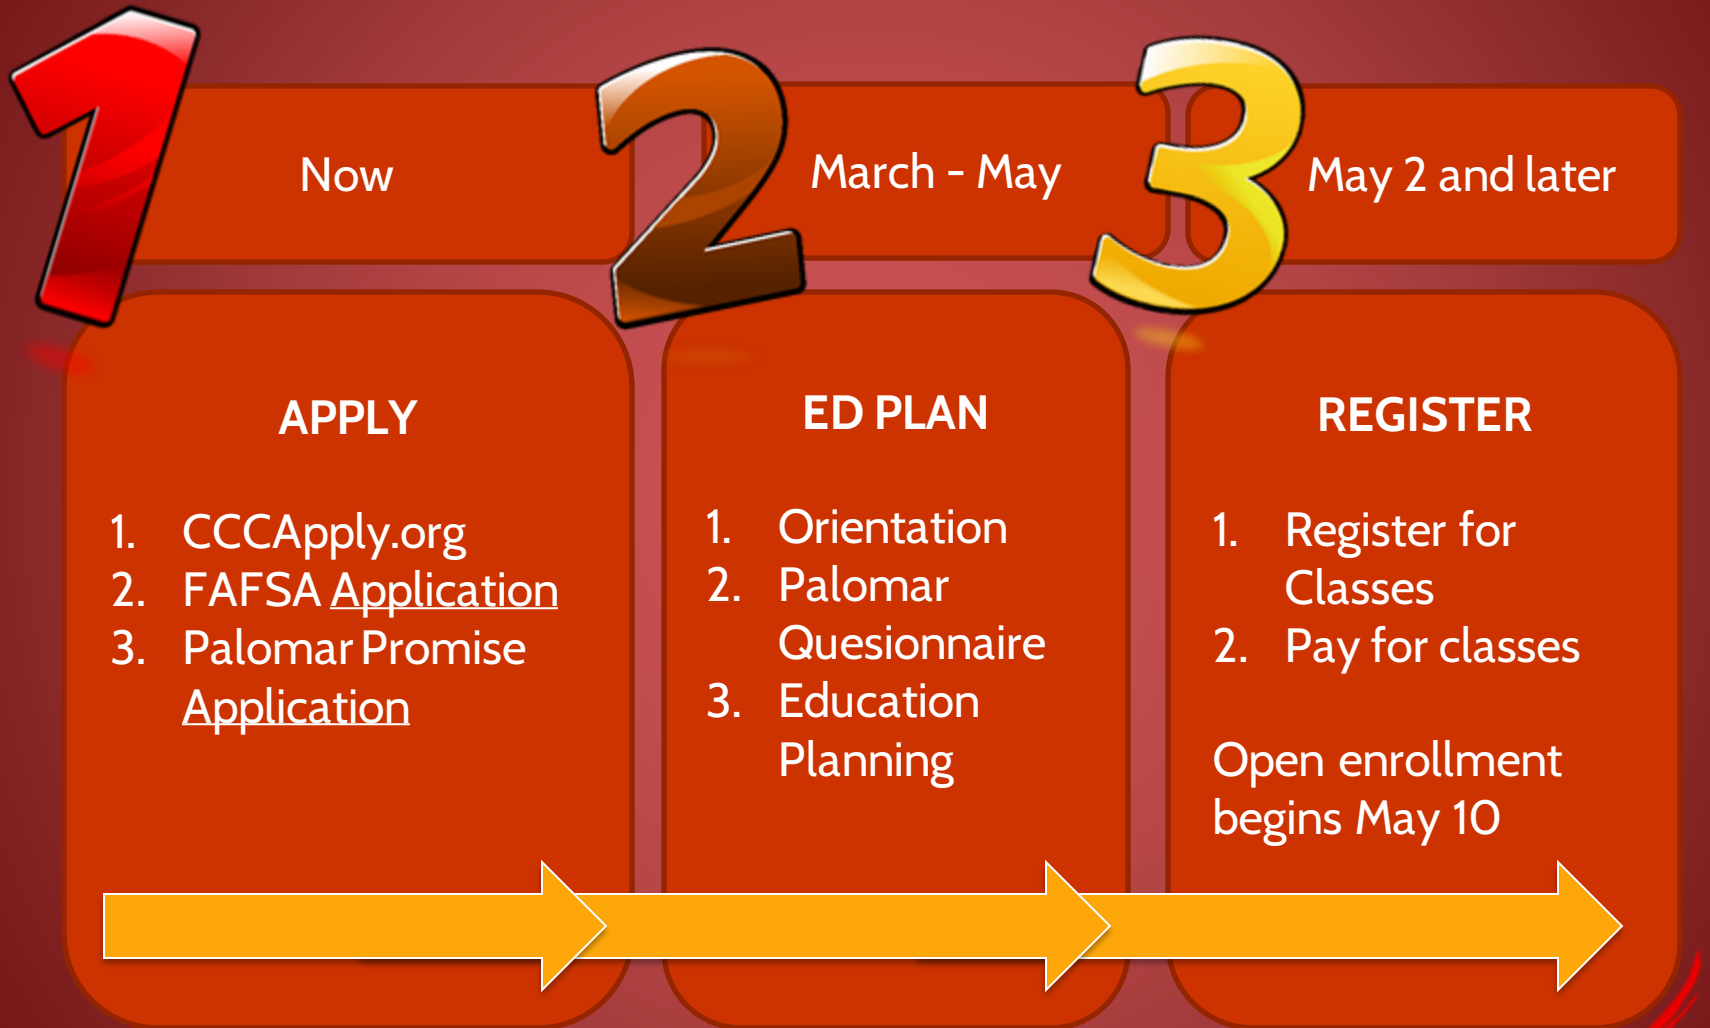 1
Now
APPLY
1. CCCApply.org
2. FAFSA Application
3. Palomar Promise
Application
2
March - May
ED PLAN
1. Orientation
2. Palomar
Quesionnaire
3. Education
Planning
3
May 2 and later
REGISTER
1. Register for
Classes
2. Pay for classes
Open enrollment
begins May 10